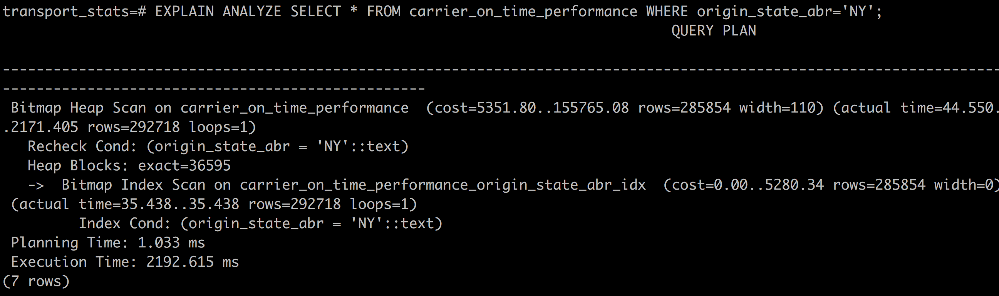 transport_stats=# EXPLAIN ANALYZE SELECT * FROM carrier_on_time_performance WHERE origin_state_abr='NY';
QUERY PLAN
----------------------------------------------------------------------------------------------------------------------
--------------------------------------------------
Bitmap Heap Scan on carrier_on_time_performance  (cost=5351.80..155765.08 rows=285854 width=110) (actual time=44.550.
.2171.405 rows=292718 loops=1)
Recheck Cond: (origin_state_abr = 'NY'::text)
Heap Blocks: exact=36595
->  Bitmap Index Scan on carrier_on_time_performance_origin_state_abr_idx  (cost=0.00..5280.34 rows=285854 width=0)
(actual time=35.438..35.438 rows=292718 loops=1)
Index Cond: (origin_state_abr = 'NY'::text)
Planning Time: 1.033 ms
Execution Time: 2192.615 ms
(7 rows)